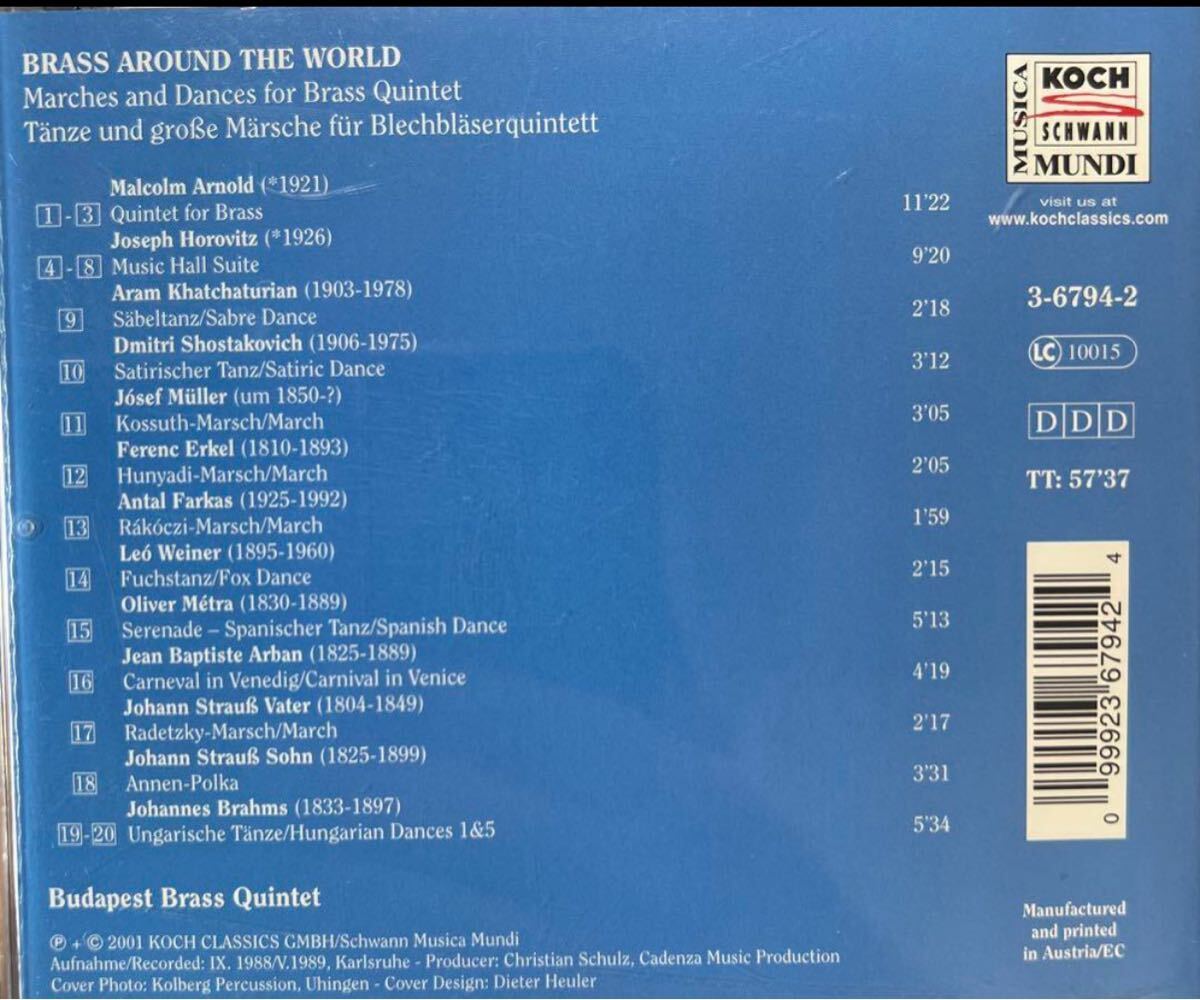 BRASS AROUND THE WORLD
Marches and Dances for Brass Quintet
Tänze und große Märsche für Blechbläserquintett
Malcolm Arnold (*1921)
1 - 3 Quintet for Brass 11'22
Joseph Horovitz (*1926)
4 - 8 Music Hall Suite 9'20
Aram Khatchaturian (1903-1978)
9 Säbeltanz/Sabre Dance 2'18
Dmitri Shostakovich (1906-1975)
10 Satirischer Tanz/Satiric Dance 3'12
Jósef Müller (um 1850-?)
11 Kossuth-Marsch/March 3'05
Ferenc Erkel (1810-1893)
12 Hunyadi-Marsch/March 2'05
Antal Farkas (1925-1992)
13 Rákóczi-Marsch/March 1'59
Leó Weiner (1895-1960)
14 Fuchstanz/Fox Dance 2'15
Oliver Métra (1830-1889)
15 Serenade – Spanischer Tanz/Spanish Dance 5'13
Jean Baptiste Arban (1825-1889)
16 Carneval in Venedig/Carnival in Venice 4'19
Johann Strauß Vater (1804-1849)
17 Radetzky-Marsch/March 2'17
Johann Strauß Sohn (1825-1899)
18 Annen-Polka 3'31
Johannes Brahms (1833-1897)
19-20 Ungarische Tänze/Hungarian Dances 1&5 5'34
Budapest Brass Quintet
℗ + © 2001 KOCH CLASSICS GMBH/Schwann Musica Mundi
Aufnahme/Recorded: IX. 1988/V.1989, Karlsruhe - Producer: Christian Schulz, Cadenza Music Production
Cover Photo: Kolberg Percussion, Uhingen - Cover Design: Dieter Heuler
MUSICA
KOCH
SCHWANN
MUNDI
visit us at
www.kochclassics.com
3-6794-2
LC 10015
DDD
TT: 57'37
0 99923 67942 4
Manufactured
and printed
in Austria/EC